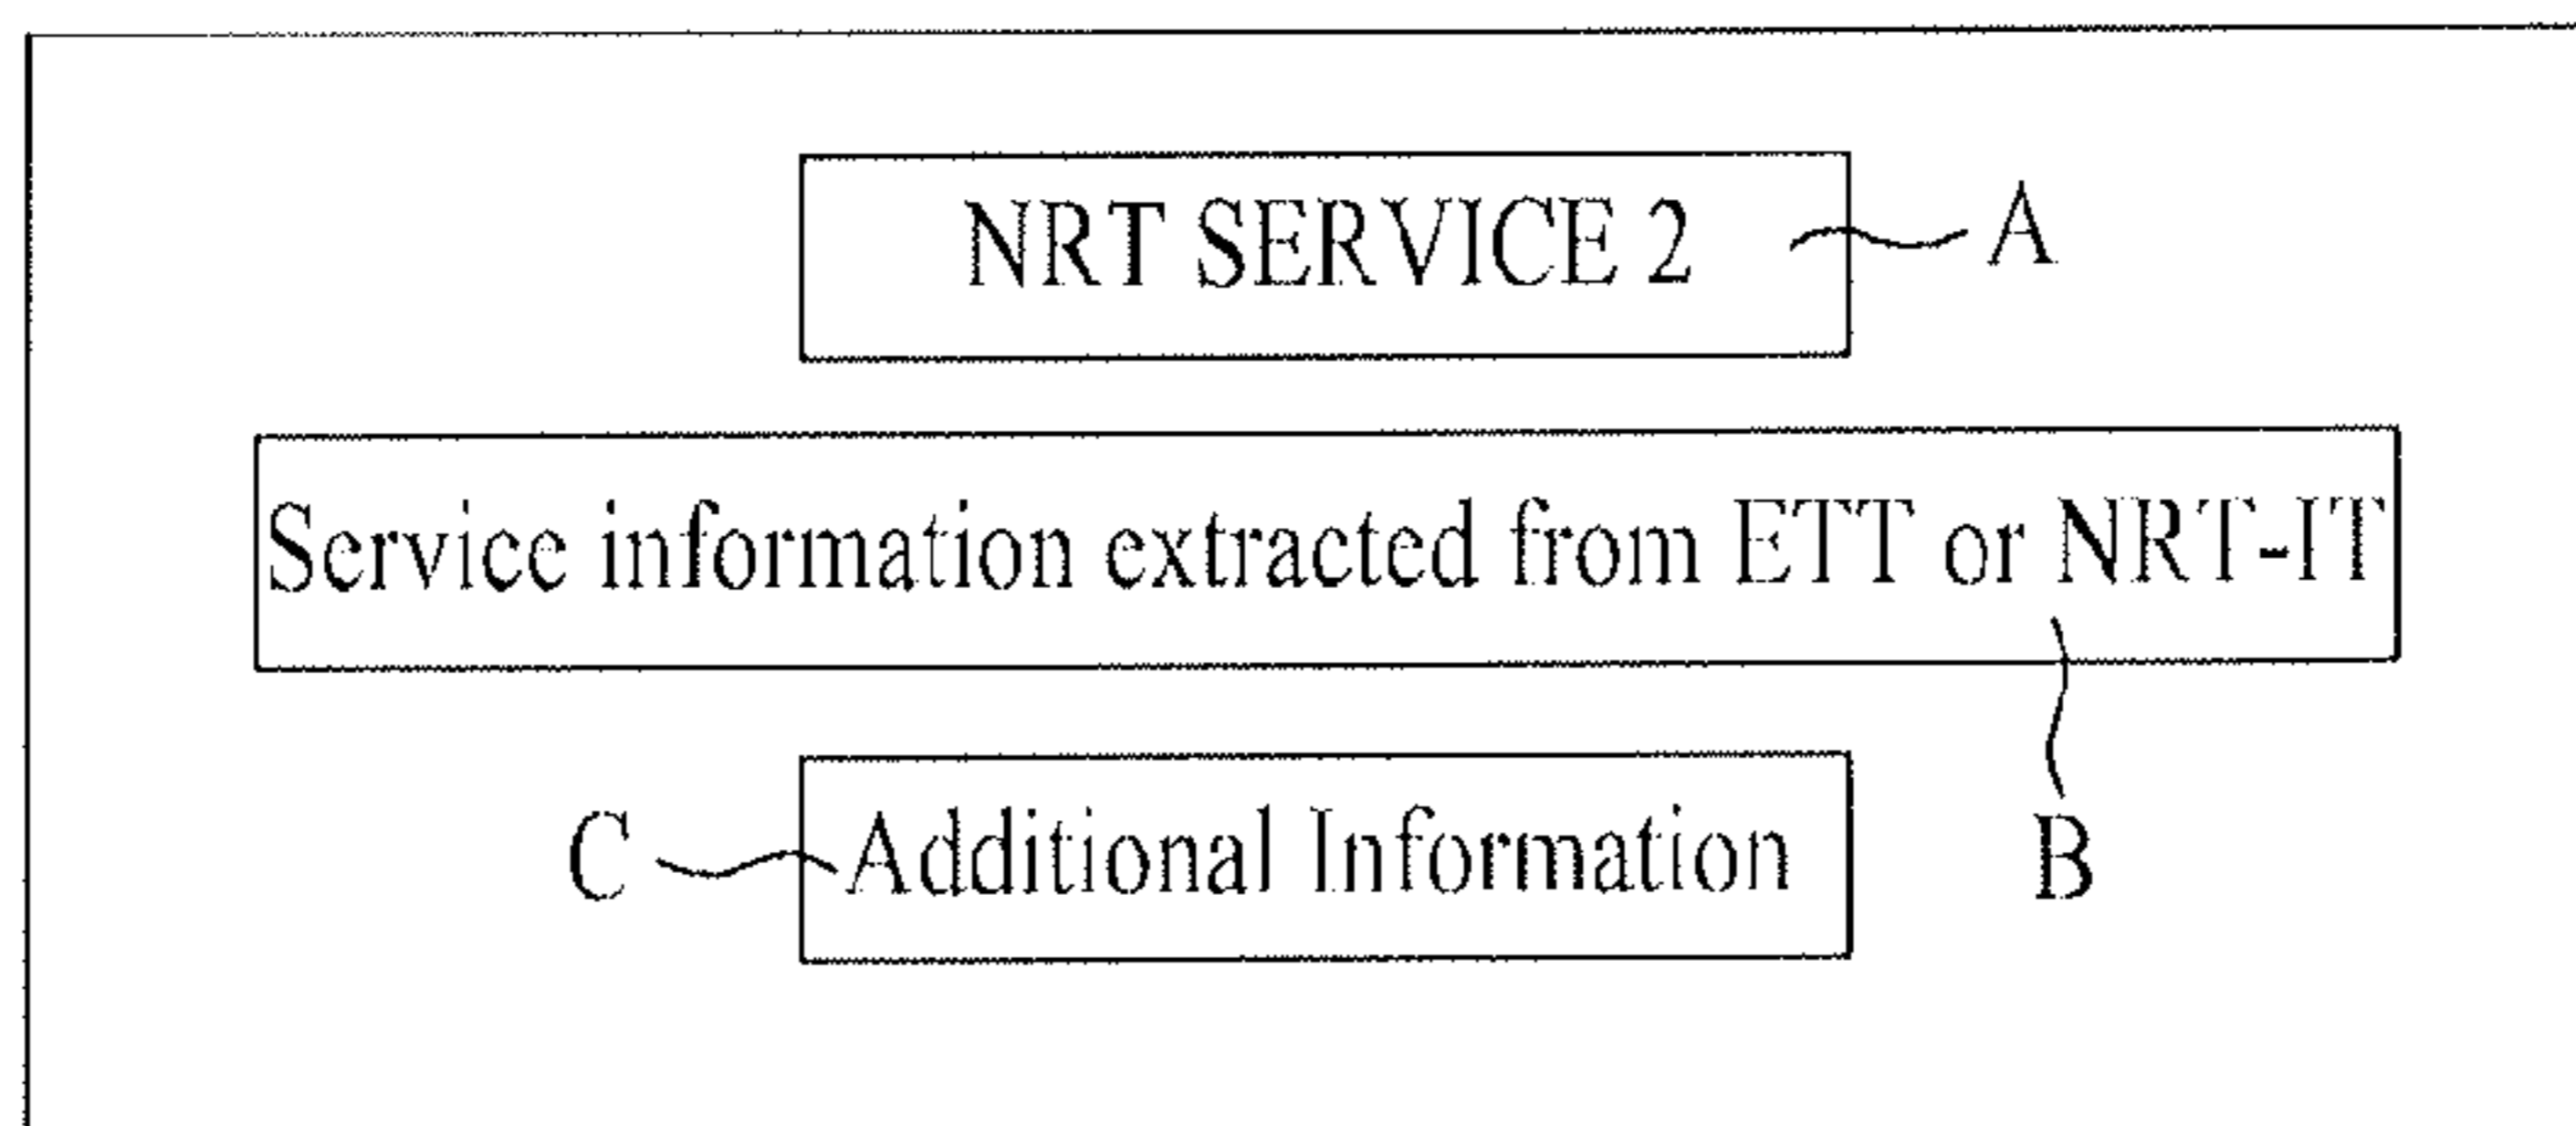 NRT SERVICE 2
A
Service information extracted from ETT or NRT-IT
C
Additional Information
B